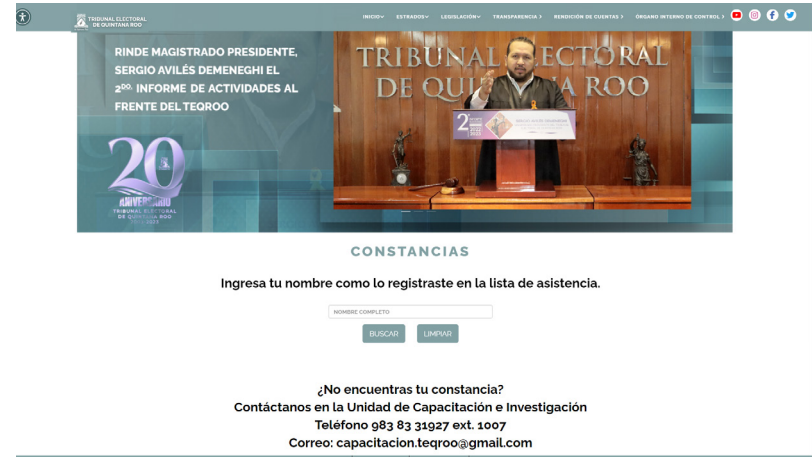 TRIBUNAL ELECTORAL
DE QUINTANA ROO
INICIO
ESTRADOS
LEGISLACIÓN
TRANSPARENCIA
RENDICIÓN DE CUENTAS
ÓRGANO INTERNO DE CONTROL
RINDE MAGISTRADO PRESIDENTE,
SERGIO AVILÉS DEMENEGHI EL
2DO. INFORME DE ACTIVIDADES AL
FRENTE DEL TEQROO
TRIBUNAL ELECTORAL
DE QUINTANA ROO
20
ANIVERSARIO
TRIBUNAL ELECTORAL
DE QUINTANA ROO
CONSTANCIAS
Ingresa tu nombre como lo registraste en la lista de asistencia.
NOMBRE COMPLETO
BUSCAR LIMPIAR
¿No encuentras tu constancia?
Contáctanos en la Unidad de Capacitación e Investigación
Teléfono 983 83 31927 ext. 1007
Correo: capacitacion.teqroo@gmail.com